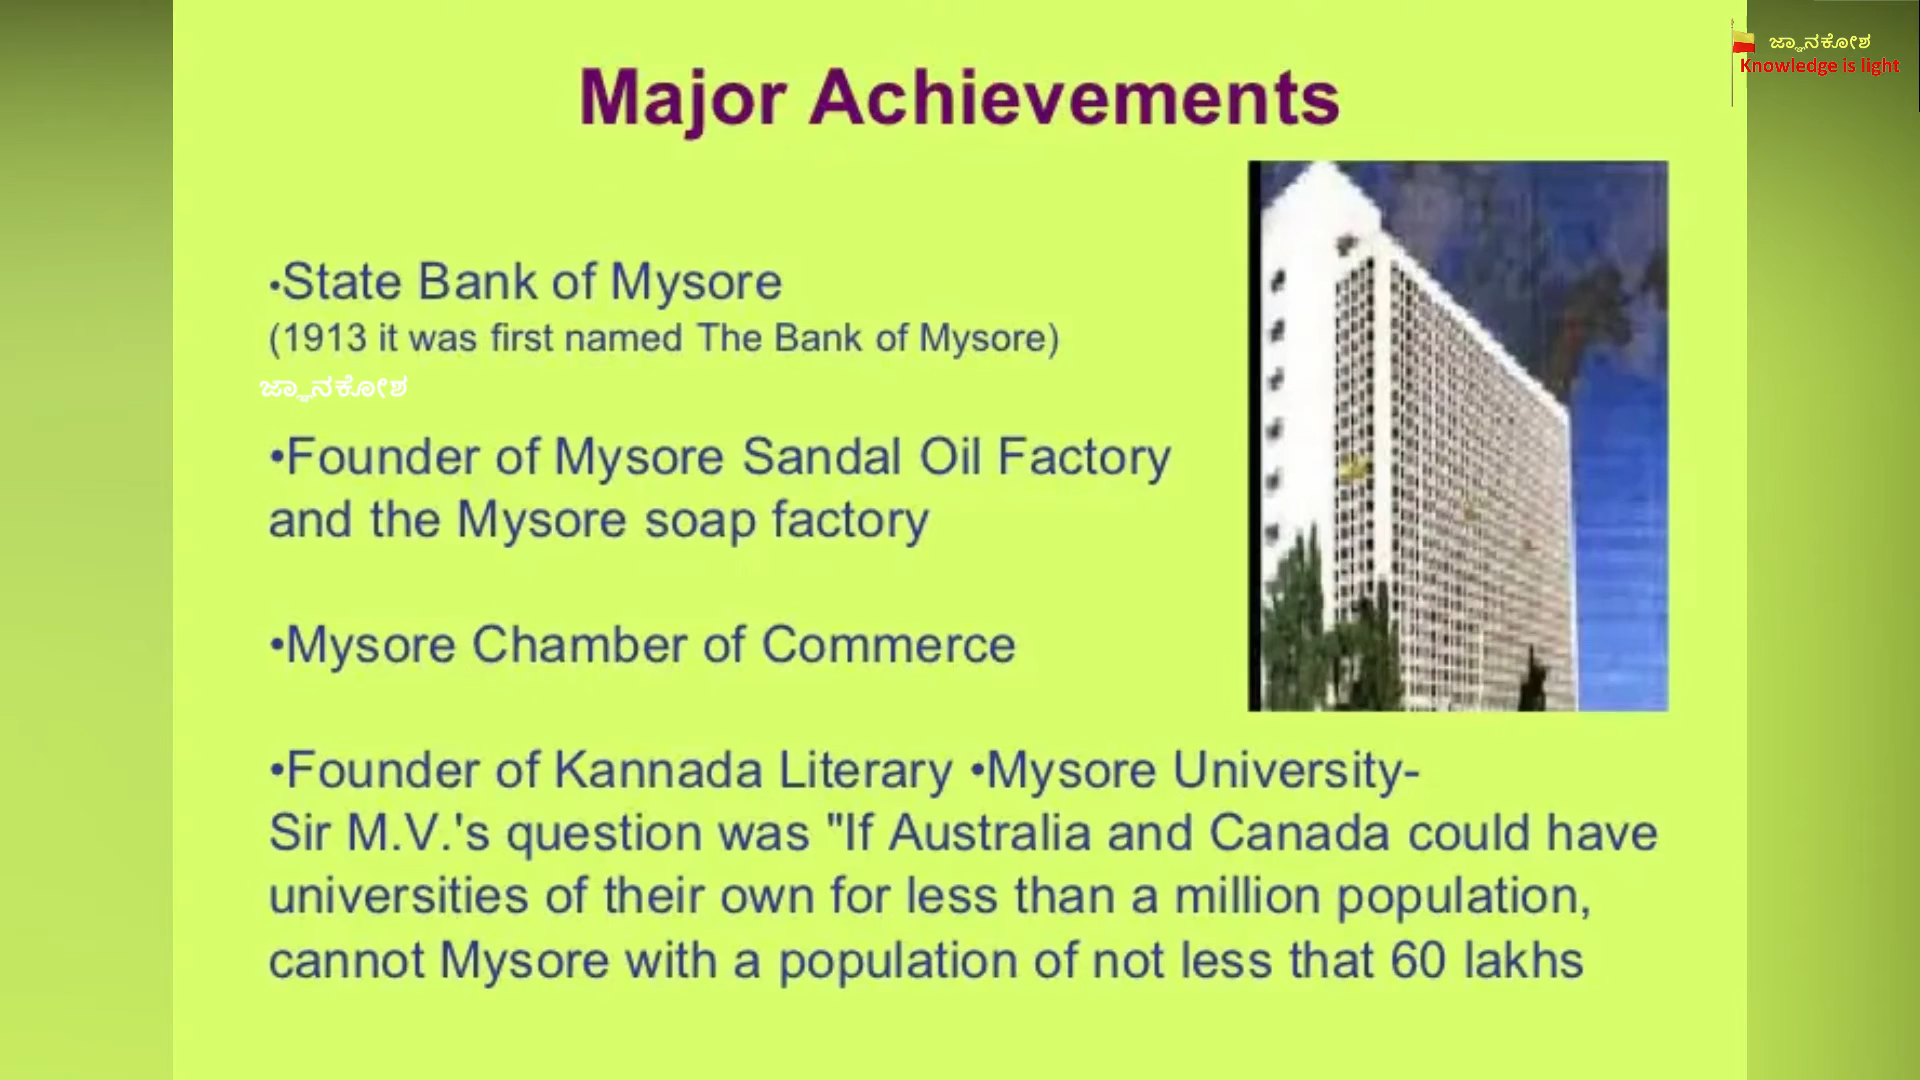 ಜ್ಞಾನಕೋಶ
Knowledge is light
Major Achievements
•State Bank of Mysore
(1913 it was first named The Bank of Mysore)
ಜ್ಞಾನಕೋಶ
•Founder of Mysore Sandal Oil Factory
and the Mysore soap factory
•Mysore Chamber of Commerce
•Founder of Kannada Literary •Mysore University-
Sir M.V.'s question was "If Australia and Canada could have
universities of their own for less than a million population,
cannot Mysore with a population of not less that 60 lakhs